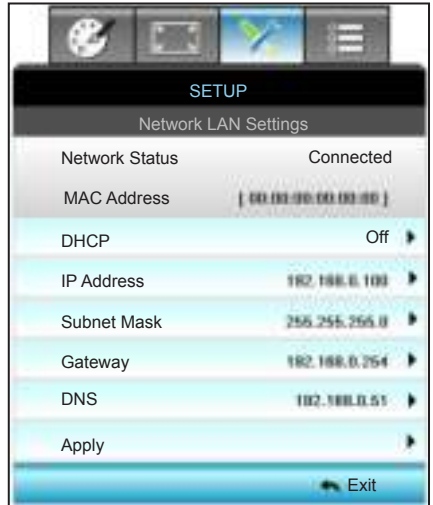 SETUP
Network LAN Settings
Network Status Connected
MAC Address [ 00:00:00:00:00:00 ]
DHCP Off
IP Address 192.168.0.100
Subnet Mask 255.255.255.0
Gateway 192.168.0.254
DNS 192.168.0.51
Apply
Exit